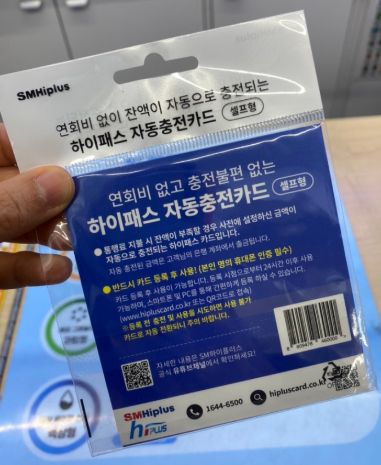 SMHiplus
연회비 없이 잔액이 자동으로 충전되는
하이패스 자동충전카드 셀프형
연회비 없고 충전불편 없는
하이패스 자동충전카드 셀프형
통행료 지불 시 잔액이 부족할 경우 사전에 설정하신 금액이
자동으로 충전되는 하이패스 카드입니다.
자동 충전된 금액은 고객님의 은행 계좌에서 출금됩니다.
반드시 카드 등록 후 사용! (본인 명의 휴대폰 인증 필수)
카드 등록 후 사용이 가능합니다. 등록 시점으로부터 24시간 이후 사용
가능하며, 스마트폰 및 PC를 통해 간편하게 등록하실 수 있습니다.
(www.hipluscard.co.kr 또는 QR코드로 접속)
※등록 전 충전 및 사용을 시도하면 사용 불가
카드로 자동 전환되니 주의 바랍니다.
자세한 내용은 SM하이플러스
공식 유튜브채널에서 확인하세요!
SMHiplus
hiPLUS
1644-6500
hipluscard.co.kr